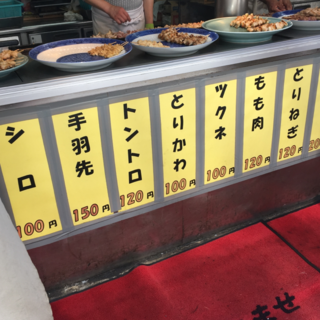 シロ
100円
手羽先
150円
トントロ
120円
とりかわ
100円
ツクネ
100円
もも肉
120円
とりねぎ
120円
ませ